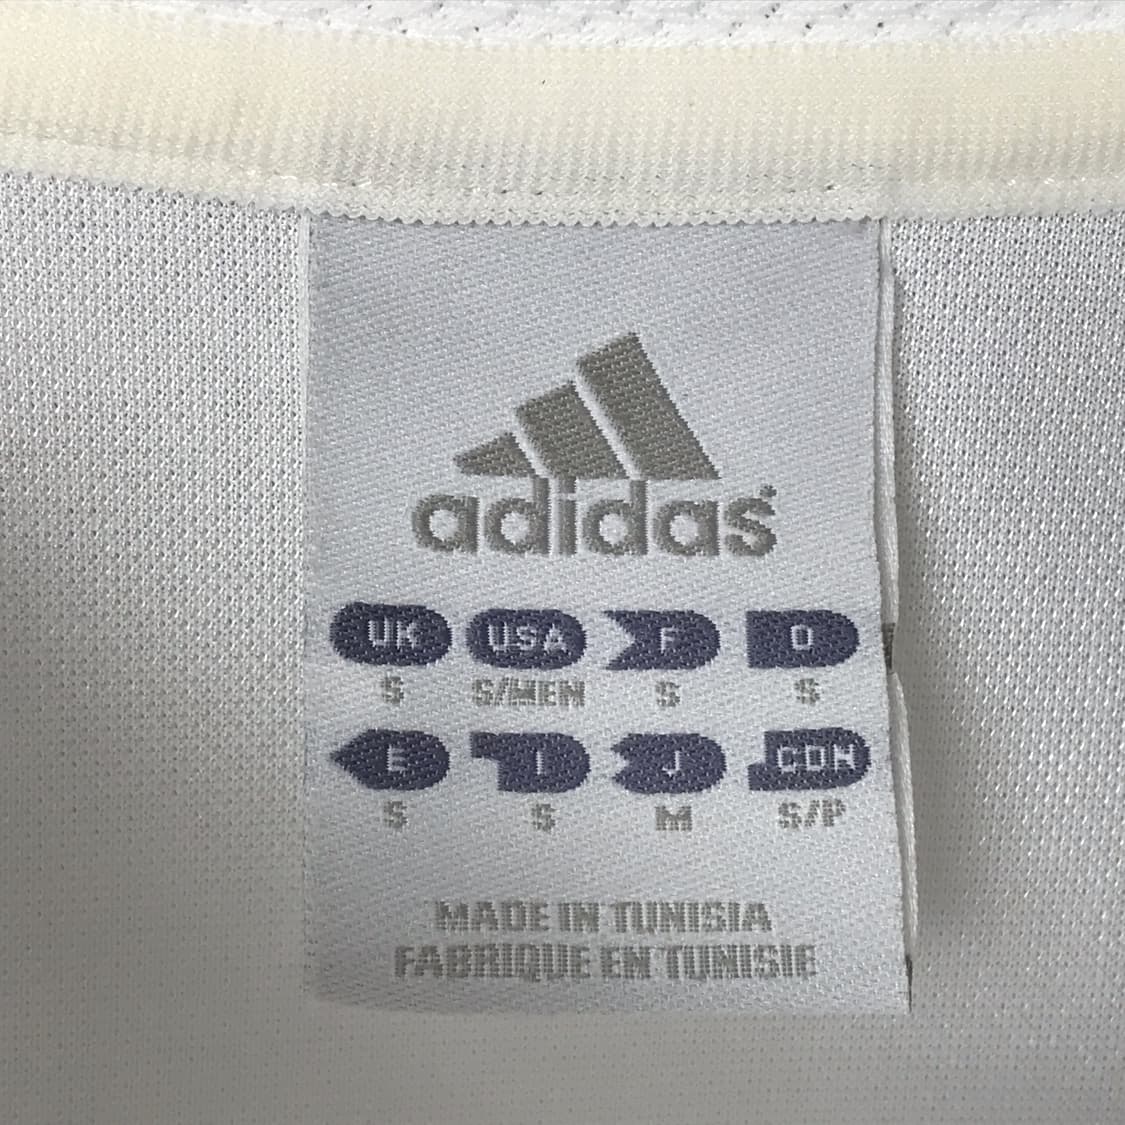 adidas
UK USA F D
S S/MEN S S
E I J CDN
S S M S/P
MADE IN TUNISIA
FABRIQUE EN TUNISIE